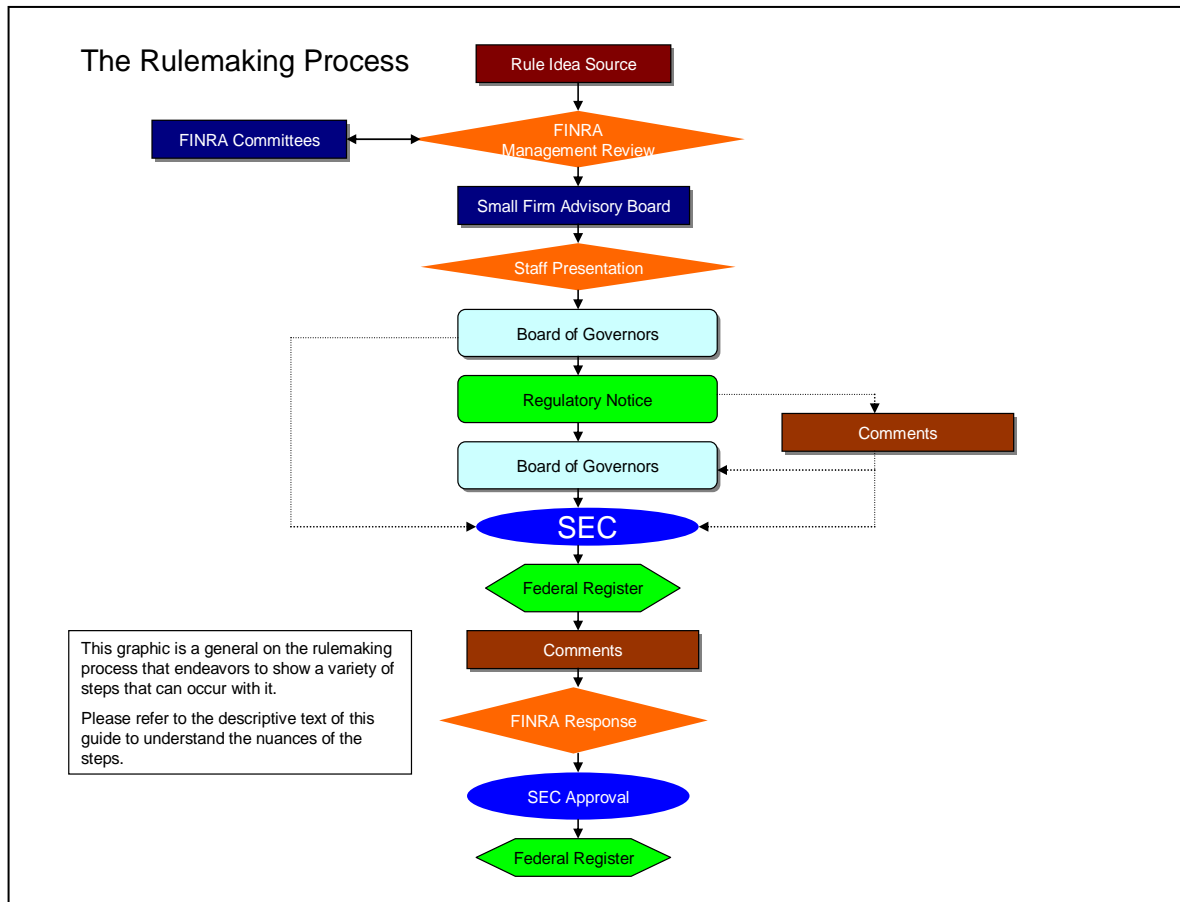 The Rulemaking Process
Rule Idea Source
FINRA Committees
FINRA
Management Review
Small Firm Advisory Board
Staff Presentation
Board of Governors
Regulatory Notice
Comments
Board of Governors
SEC
Federal Register
Comments
This graphic is a general on the rulemaking
process that endeavors to show a variety of
steps that can occur with it.
Please refer to the descriptive text of this
guide to understand the nuances of the
steps.
FINRA Response
SEC Approval
Federal Register